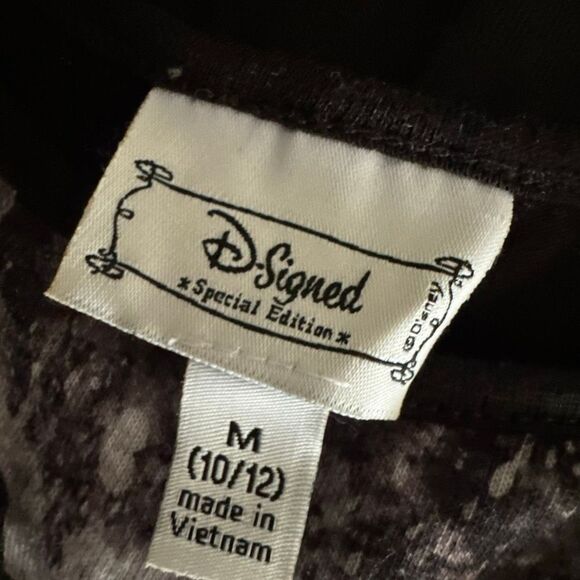 D-Signed
*Special Edition*
©Disney
M
(10/12)
made in
Vietnam